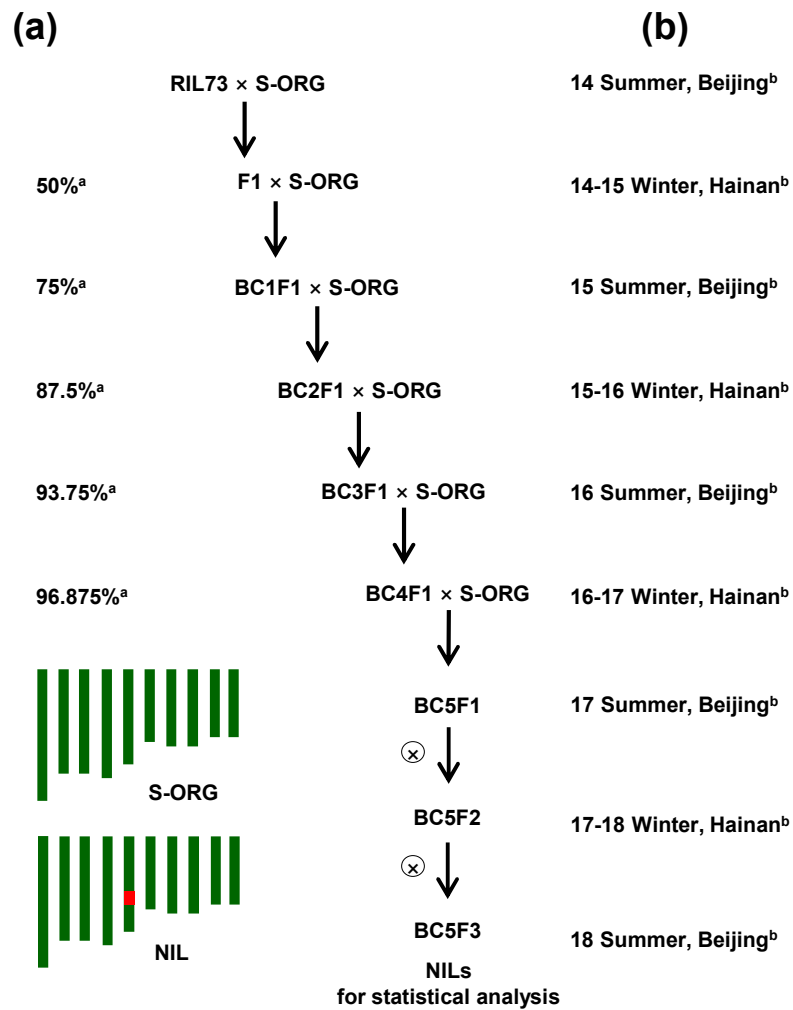 (a) (b)
RIL73 × S-ORG 14 Summer, Beijingᵇ
50%ᵃ F1 × S-ORG 14-15 Winter, Hainanᵇ
75%ᵃ BC1F1 × S-ORG 15 Summer, Beijingᵇ
87.5%ᵃ BC2F1 × S-ORG 15-16 Winter, Hainanᵇ
93.75%ᵃ BC3F1 × S-ORG 16 Summer, Beijingᵇ
96.875%ᵃ BC4F1 × S-ORG 16-17 Winter, Hainanᵇ
BC5F1 17 Summer, Beijingᵇ
×
S-ORG
BC5F2 17-18 Winter, Hainanᵇ
×
BC5F3 18 Summer, Beijingᵇ
NIL
NILs
for statistical analysis